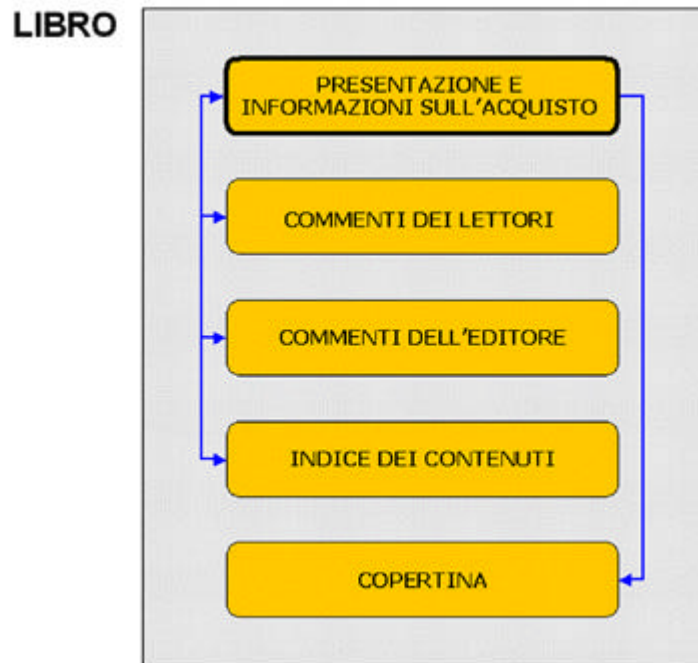 LIBRO
PRESENTAZIONE E
INFORMAZIONI SULL'ACQUISTO
COMMENTI DEI LETTORI
COMMENTI DELL'EDITORE
INDICE DEI CONTENUTI
COPERTINA